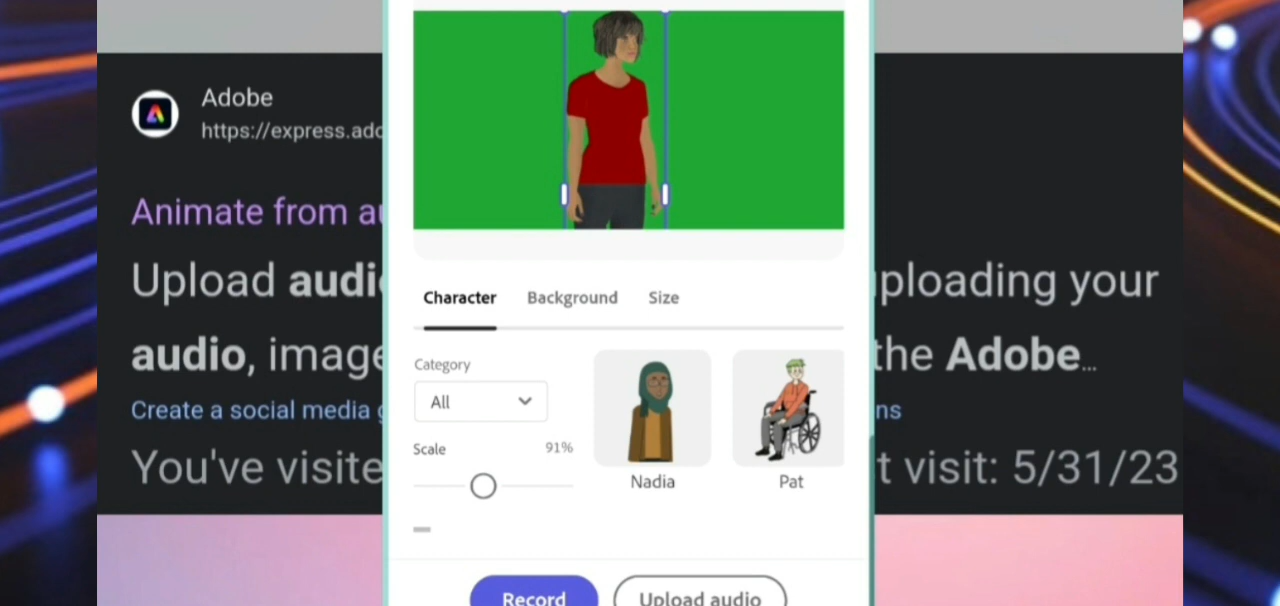 Adobe
https://express.ado
Animate from au
Upload audi
uploading your
audio, image
the Adobe...
Create a social media g
ns
You've visite
t visit: 5/31/23
Character
Background
Size
Category
All
Scale
91%
Nadia
Pat
Record
Upload audio